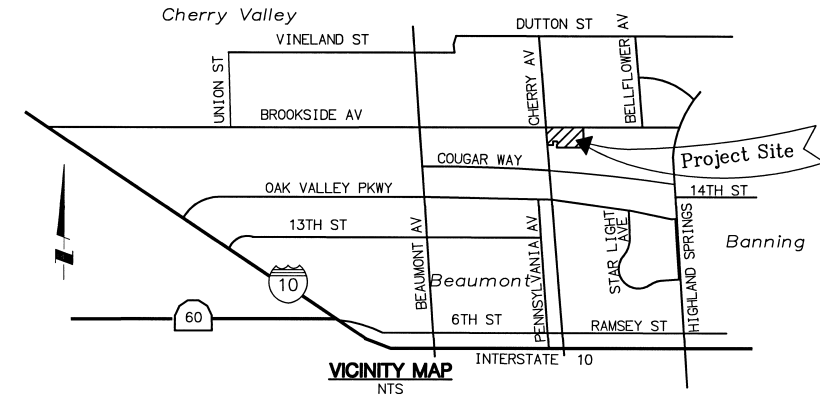 Cherry Valley
DUTTON ST
VINELAND ST
UNION ST
CHERRY AV
BELLFLOWER AV
BROOKSIDE AV
COUGAR WAY
Project Site
OAK VALLEY PKWY
14TH ST
13TH ST
BEAUMONT AV
PENNSYLVANIA AV
STAR LIGHT
AVE
HIGHLAND SPRINGS
Banning
N
10
Beaumont
60
6TH ST
RAMSEY ST
INTERSTATE 10
VICINITY MAP
NTS